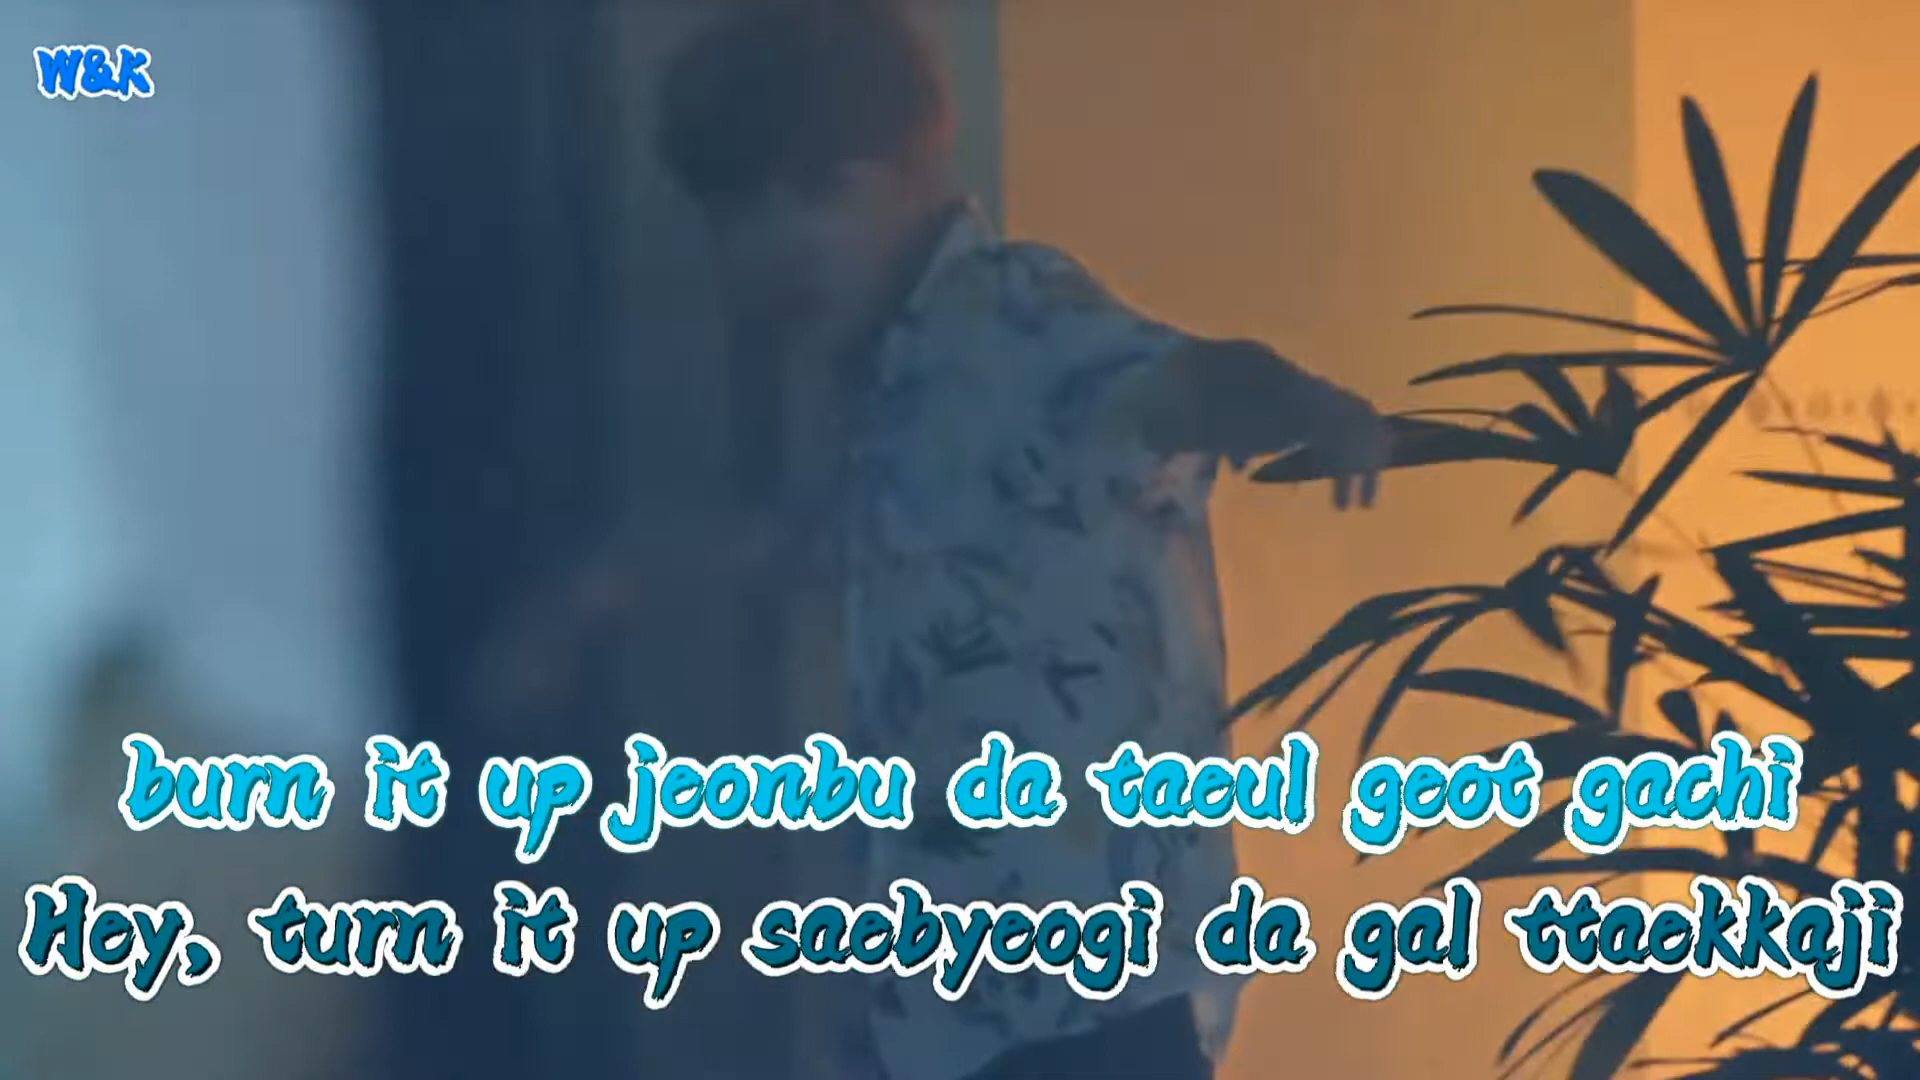 W&K
burn it up jeonbu da taeul geot gachi
Hey, turn it up saebyeogi da gal ttaekkaji